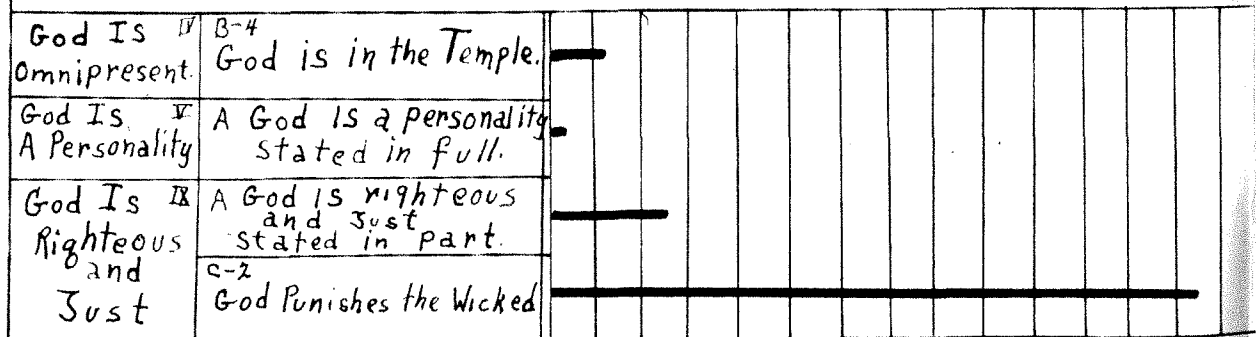 God Is IV
Omnipresent.
B-4
God is in the Temple.
God Is V
A Personality
A God Is a personality
stated in full.
God Is IX
Righteous
and
Just
A God Is righteous
and Just
stated in part.
C-2
God Punishes the Wicked